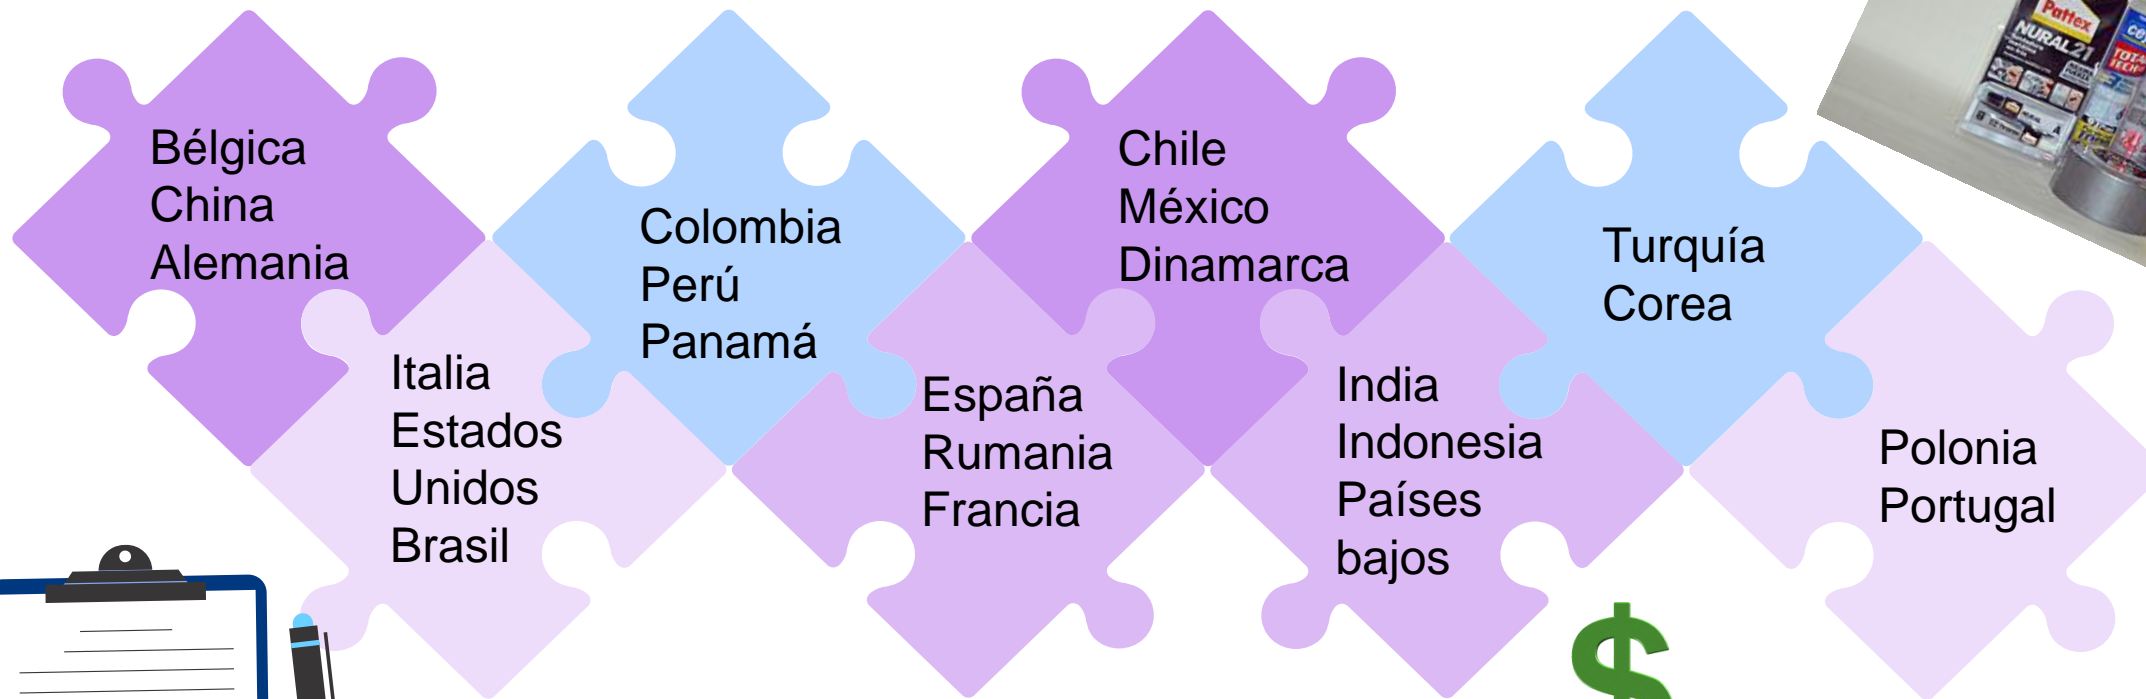 Bélgica
China
Alemania
Italia
Estados
Unidos
Brasil
Colombia
Perú
Panamá
España
Rumania
Francia
Chile
México
Dinamarca
India
Indonesia
Países
bajos
Turquía
Corea
Polonia
Portugal
Pattex
NURAL 21
$